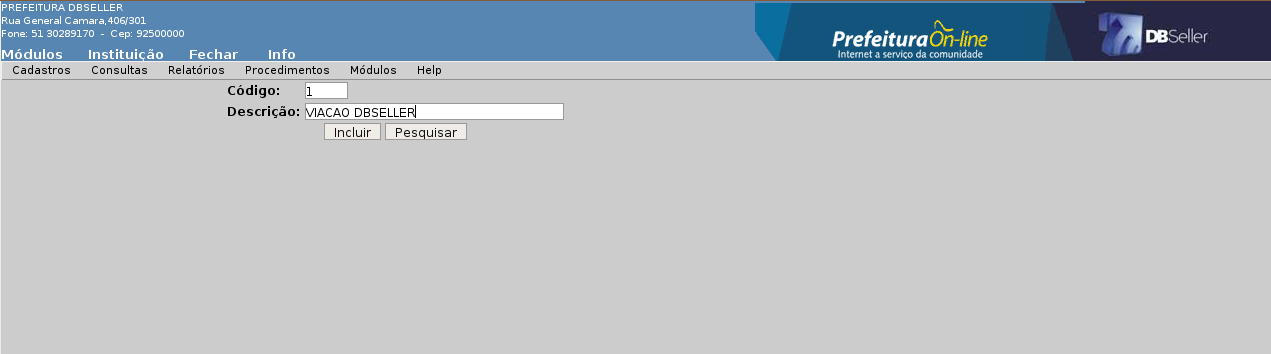 PREFEITURA DBSELLER
Rua General Camara,406/301
Fone: 51 30289170 - Cep: 92500000
Prefeitura On-line
Internet a serviço da comunidade
DBSeller
Módulos Instituição Fechar Info
Cadastros Consultas Relatórios Procedimentos Módulos Help
Código: 1
Descrição: VIACAO DBSELLER
Incluir Pesquisar